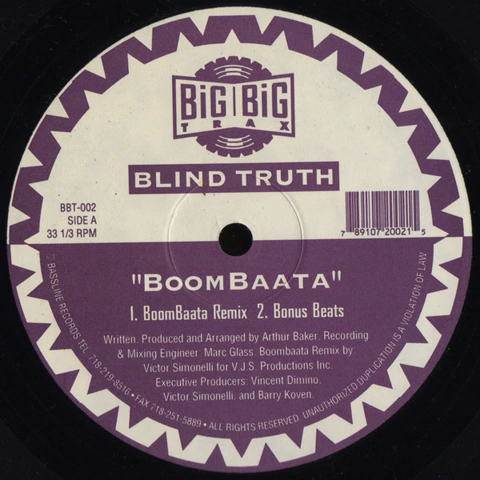 BiG BiG
TRAX
BLIND TRUTH
BBT-002
SIDE A
33 1/3 RPM
7 89107 20021 5
"BOOMBAATA"
1. BoomBaata Remix 2. Bonus Beats
Written. Produced and Arranged by Arthur Baker. Recording
& Mixing Engineer Marc Glass. Boombaata Remix by:
Victor Simonelli for V.J.S. Productions Inc.
Executive Producers: Vincent Dimino.
Victor Simonelli. and Barry Koven.
BASSLINE RECORDS TEL. 718-219-8516 • FAX 718-251-5889 • ALL RIGHTS RESERVED. UNAUTHORIZED DUPLICATION IS A VIOLATION OF LAW